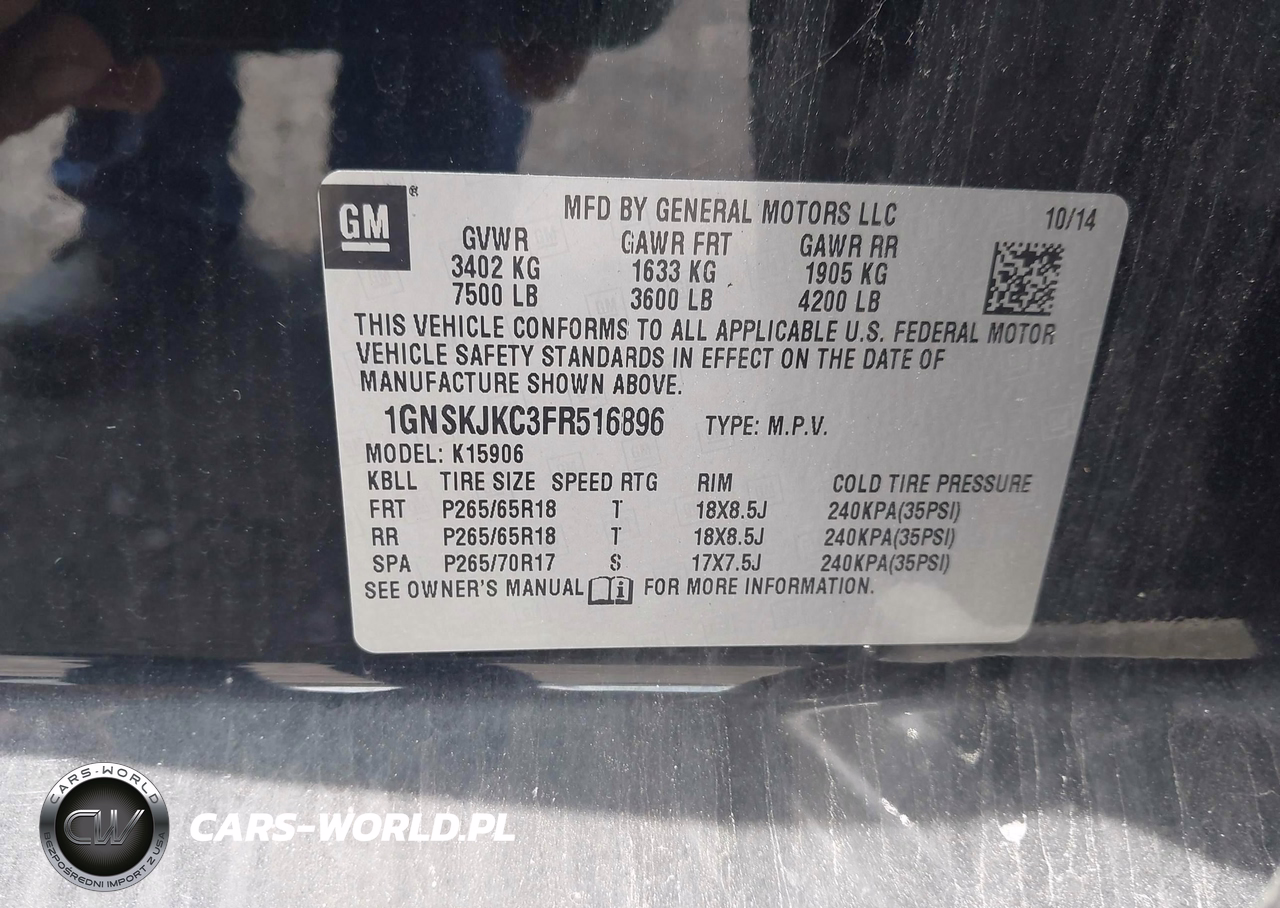 GM ®
MFD BY GENERAL MOTORS LLC 10/14
GVWR GAWR FRT GAWR RR
3402 KG 1633 KG 1905 KG
7500 LB 3600 LB 4200 LB
THIS VEHICLE CONFORMS TO ALL APPLICABLE U.S. FEDERAL MOTOR
VEHICLE SAFETY STANDARDS IN EFFECT ON THE DATE OF
MANUFACTURE SHOWN ABOVE.
1GNSKJKC3FR516896 TYPE: M.P.V.
MODEL: K15906
KBLL TIRE SIZE SPEED RTG RIM COLD TIRE PRESSURE
FRT P265/65R18 T 18X8.5J 240KPA(35PSI)
RR P265/65R18 T 18X8.5J 240KPA(35PSI)
SPA P265/70R17 S 17X7.5J 240KPA(35PSI)
SEE OWNER'S MANUAL FOR MORE INFORMATION.
CARS-WORLD
CW
BEZPOŚREDNI IMPORT Z USA
CARS-WORLD.PL